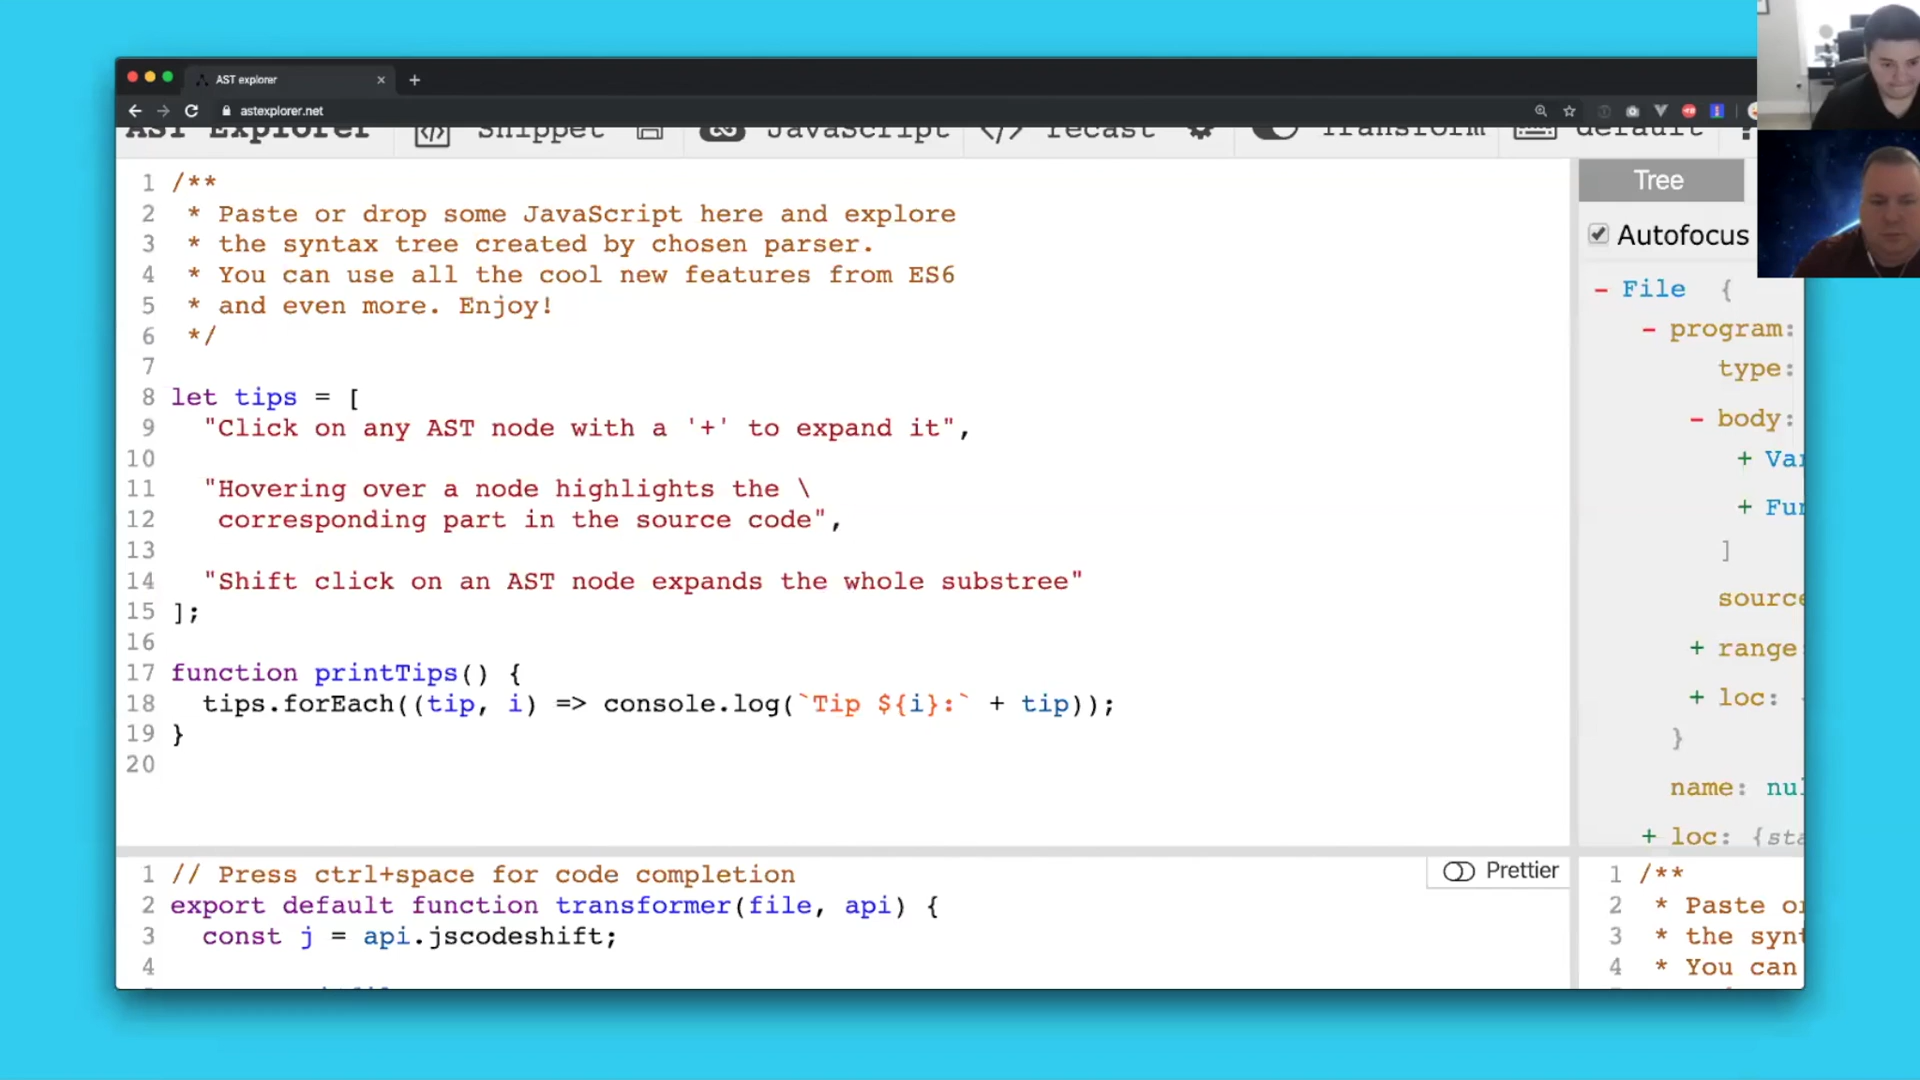 AST explorer
astexplorer.net
AST Explorer Snippet JavaScript </> recast Transform default
1 /**
2 * Paste or drop some JavaScript here and explore
3 * the syntax tree created by chosen parser.
4 * You can use all the cool new features from ES6
5 * and even more. Enjoy!
6 */
7
8 let tips = [
9 "Click on any AST node with a '+' to expand it",
10
11 "Hovering over a node highlights the \
12 corresponding part in the source code",
13
14 "Shift click on an AST node expands the whole substree"
15 ];
16
17 function printTips() {
18 tips.forEach((tip, i) => console.log(`Tip ${i}:` + tip));
19 }
20
Tree
Autofocus
- File {
- program:
type:
- body:
+ Var
+ Fun
]
source
+ range
+ loc:
}
name: nul
+ loc: {sta
1 // Press ctrl+space for code completion
2 export default function transformer(file, api) {
3 const j = api.jscodeshift;
4
Prettier
1 /**
2 * Paste or
3 * the synt
4 * You can